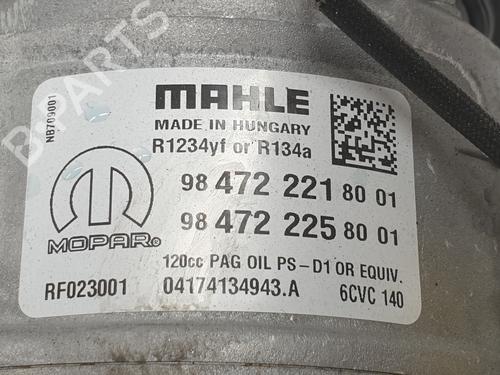 B-PARTS
NB709001
MAHLE
MADE IN HUNGARY
R1234yf or R134a
98 472 221 80 01
98 472 225 80 01
MOPAR®
120cc PAG OIL PS-D1 OR EQUIV.
RF023001 04174134943.A 6CVC 140